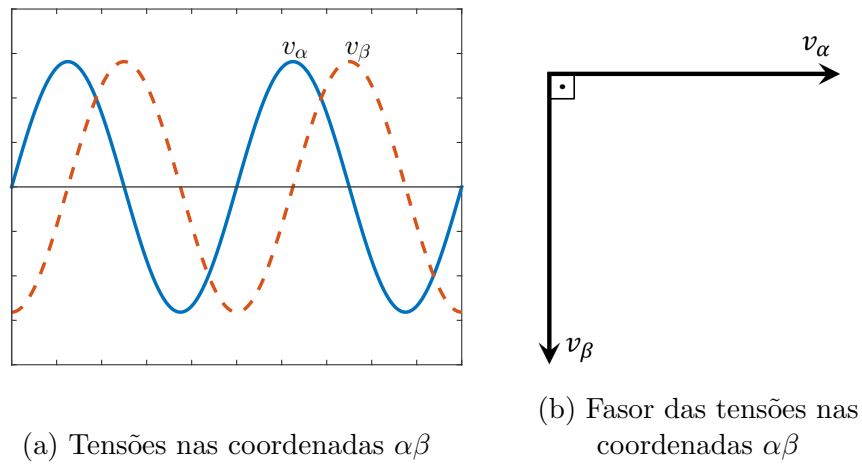 vα vβ
vα
vβ
(a) Tensões nas coordenadas αβ
(b) Fasor das tensões nas
coordenadas αβ